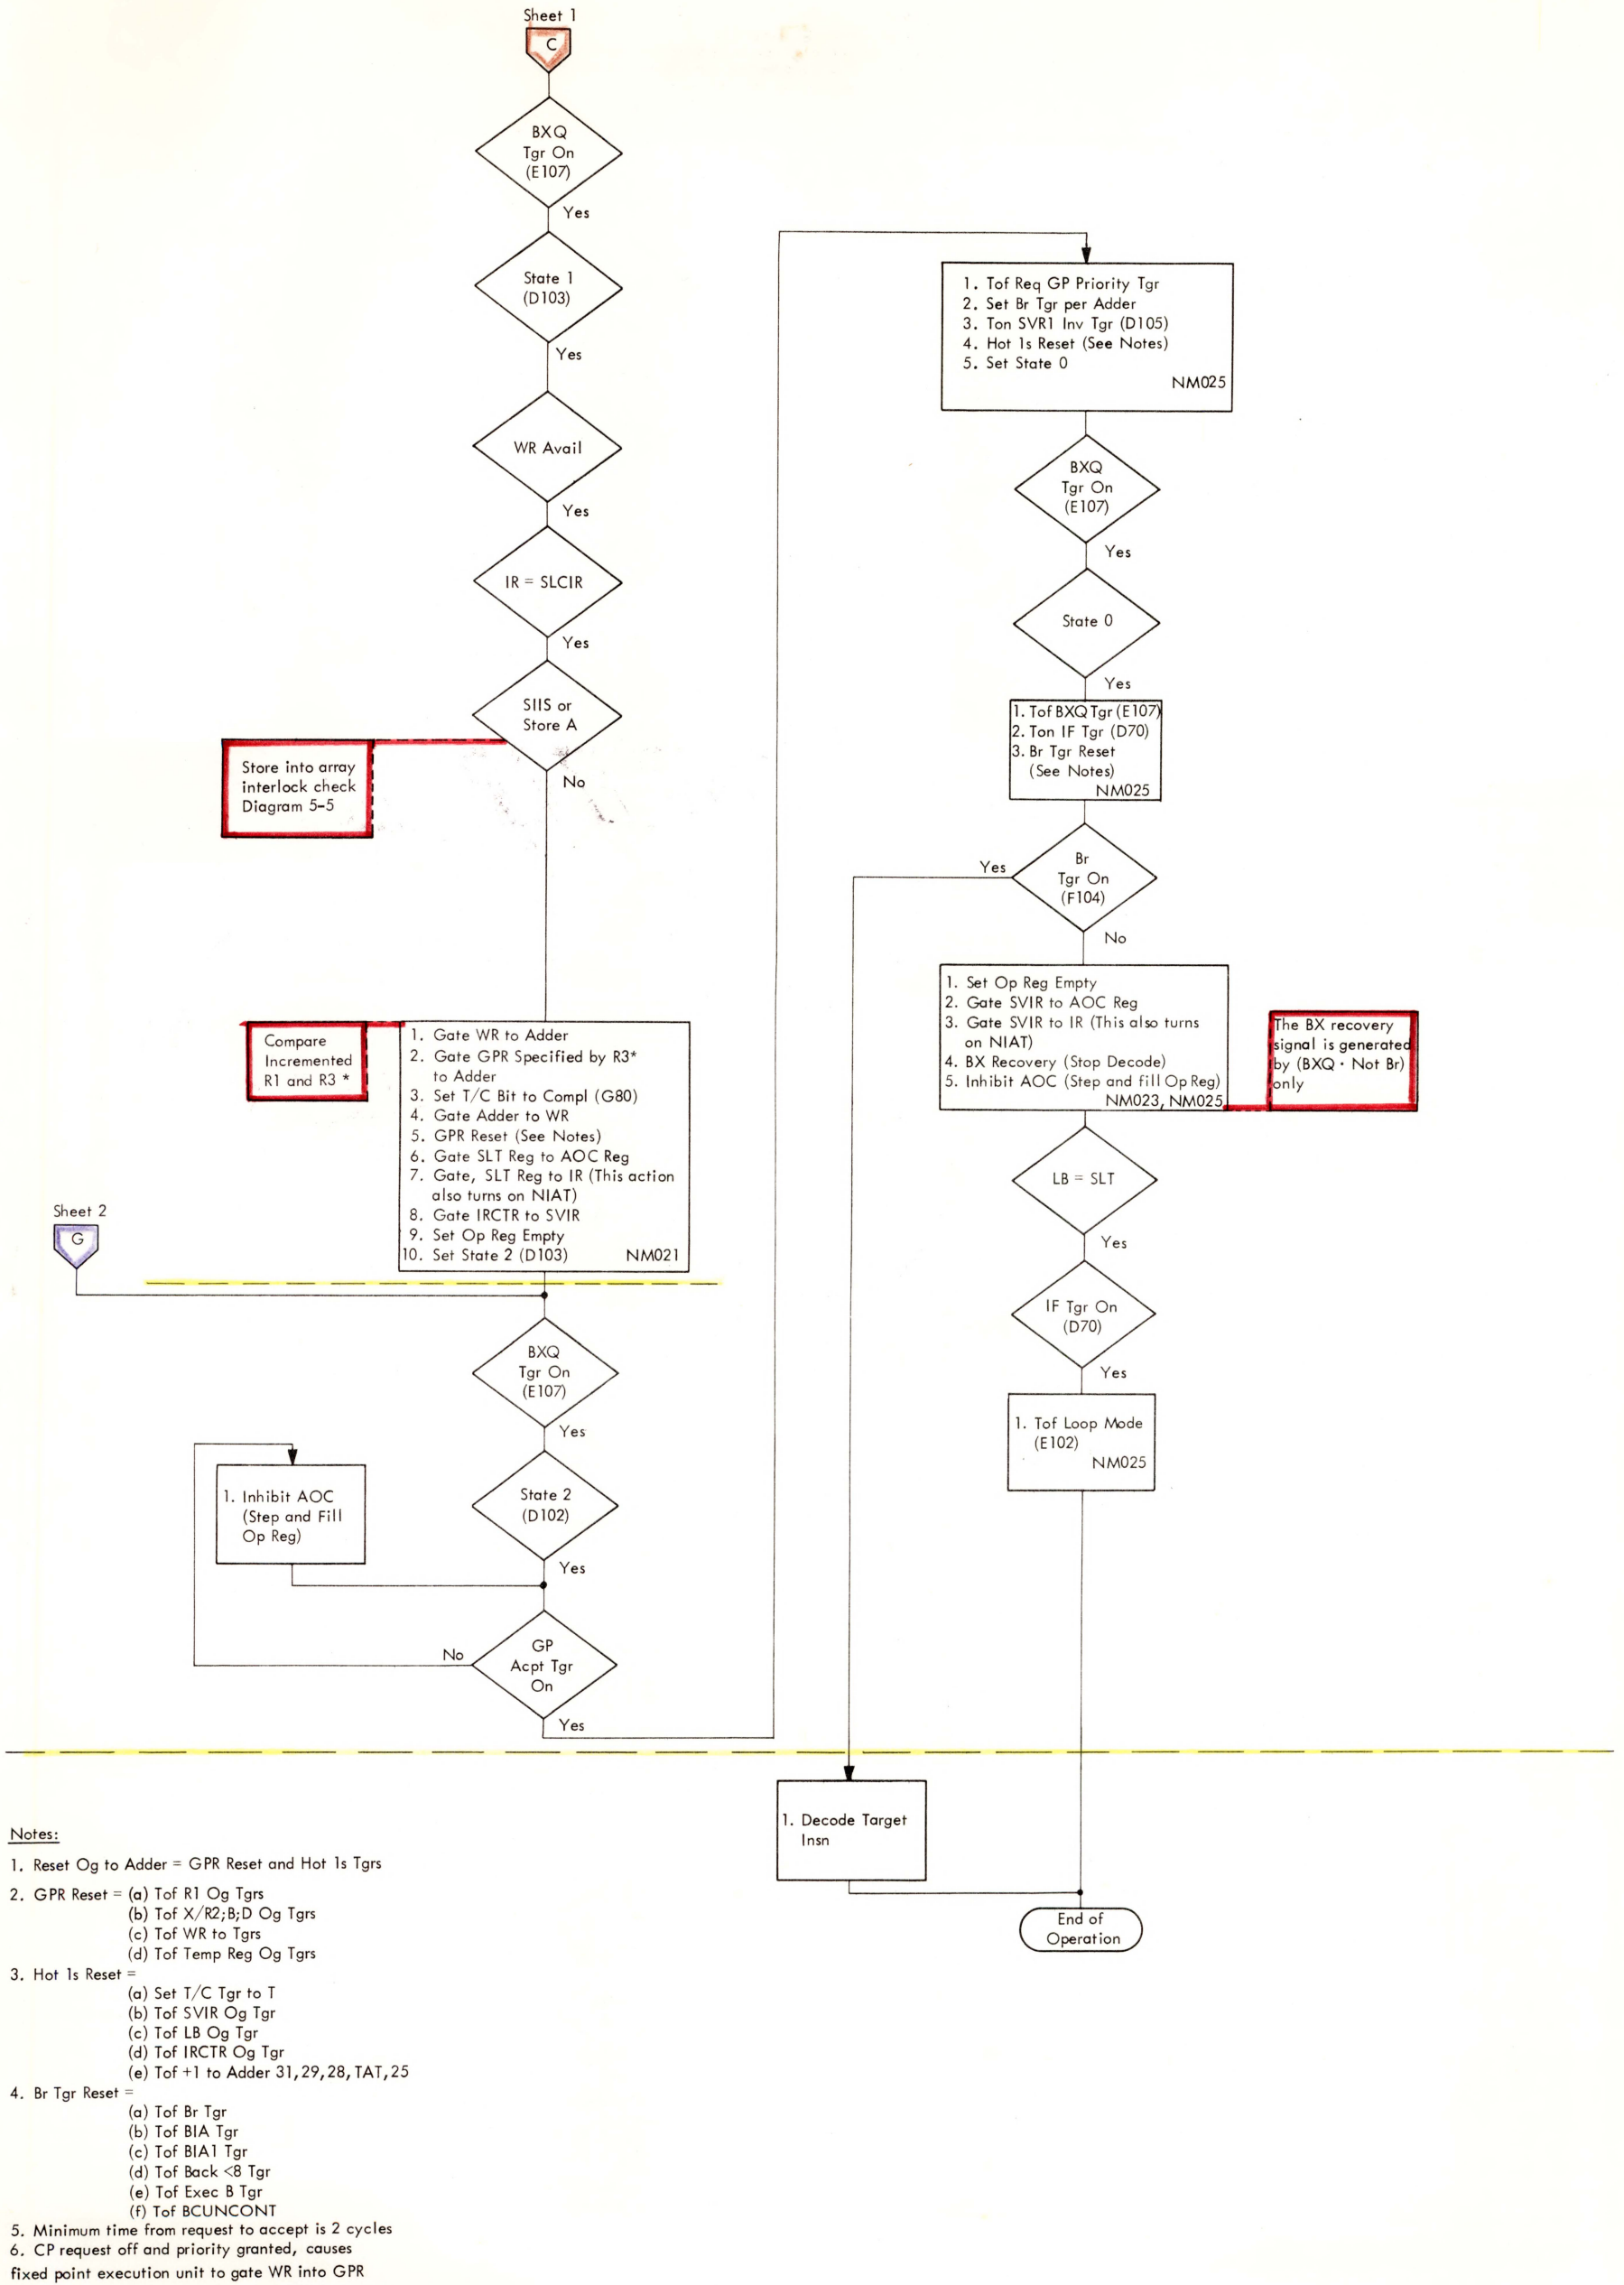 Sheet 1
C
BXQ
Tgr On
(E107)
Yes
State 1
(D103)
Yes
WR Avail
Yes
IR = SLCIR
Yes
SIIS or
Store A
No
Store into array
interlock check
Diagram 5-5
Compare
Incremented
R1 and R3 *
1. Gate WR to Adder
2. Gate GPR Specified by R3*
to Adder
3. Set T/C Bit to Compl (G80)
4. Gate Adder to WR
5. GPR Reset (See Notes)
6. Gate SLT Reg to AOC Reg
7. Gate, SLT Reg to IR (This action
also turns on NIAT)
8. Gate IRCTR to SVIR
9. Set Op Reg Empty
10. Set State 2 (D103) NM021
Sheet 2
G
BXQ
Tgr On
(E107)
Yes
State 2
(D102)
Yes
1. Inhibit AOC
(Step and Fill
Op Reg)
GP
Acpt Tgr
On
No
Yes
1. Tof Req GP Priority Tgr
2. Set Br Tgr per Adder
3. Ton SVR1 Inv Tgr (D105)
4. Hot 1s Reset (See Notes)
5. Set State 0
NM025
BXQ
Tgr On
(E107)
Yes
State 0
Yes
1. Tof BXQ Tgr (E107)
2. Ton IF Tgr (D70)
3. Br Tgr Reset
(See Notes)
NM025
Br
Tgr On
(F104)
Yes
No
1. Set Op Reg Empty
2. Gate SVIR to AOC Reg
3. Gate SVIR to IR (This also turns
on NIAT)
4. BX Recovery (Stop Decode)
5. Inhibit AOC (Step and fill Op Reg)
NM023, NM025
The BX recovery
signal is generated
by (BXQ · Not Br)
only
LB = SLT
Yes
IF Tgr On
(D70)
Yes
1. Tof Loop Mode
(E102)
NM025
1. Decode Target
Insn
End of
Operation
Notes:
1. Reset Og to Adder = GPR Reset and Hot 1s Tgrs
2. GPR Reset = (a) Tof R1 Og Tgrs
(b) Tof X/R2;B;D Og Tgrs
(c) Tof WR to Tgrs
(d) Tof Temp Reg Og Tgrs
3. Hot 1s Reset =
(a) Set T/C Tgr to T
(b) Tof SVIR Og Tgr
(c) Tof LB Og Tgr
(d) Tof IRCTR Og Tgr
(e) Tof +1 to Adder 31,29,28,TAT,25
4. Br Tgr Reset =
(a) Tof Br Tgr
(b) Tof BIA Tgr
(c) Tof BIA1 Tgr
(d) Tof Back <8 Tgr
(e) Tof Exec B Tgr
(f) Tof BCUNCONT
5. Minimum time from request to accept is 2 cycles
6. CP request off and priority granted, causes
fixed point execution unit to gate WR into GPR